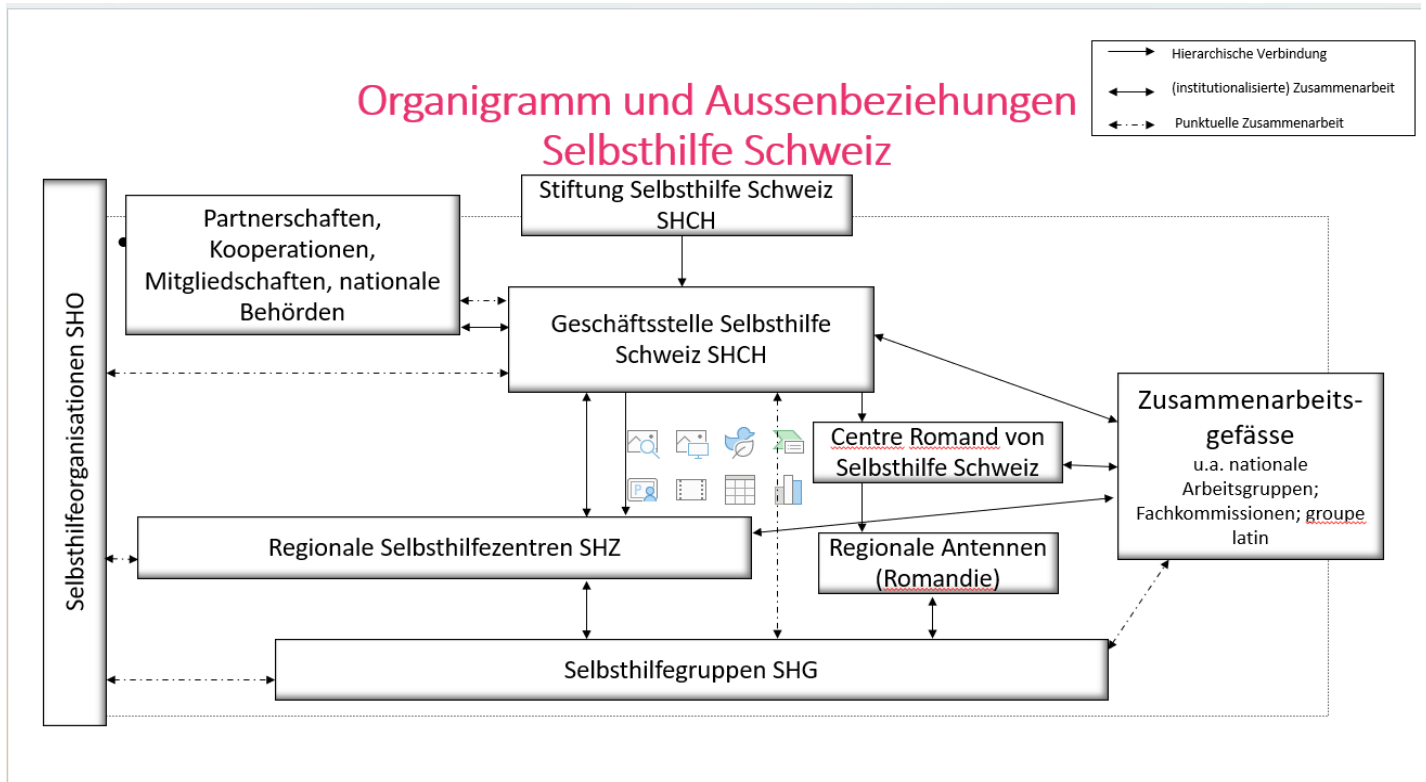 Hierarchische Verbindung
(institutionalisierte) Zusammenarbeit
Punktuelle Zusammenarbeit
Organigramm und Aussenbeziehungen
Selbsthilfe Schweiz
Selbsthilfeorganisationen SHO
Partnerschaften,
Kooperationen,
Mitgliedschaften, nationale
Behörden
Stiftung Selbsthilfe Schweiz
SHCH
Geschäftsstelle Selbsthilfe
Schweiz SHCH
Centre Romand von
Selbsthilfe Schweiz
Zusammenarbeits-
gefässe
u.a. nationale
Arbeitsgruppen;
Fachkommissionen; groupe
latin
Regionale Selbsthilfezentren SHZ
Regionale Antennen
(Romandie)
Selbsthilfegruppen SHG